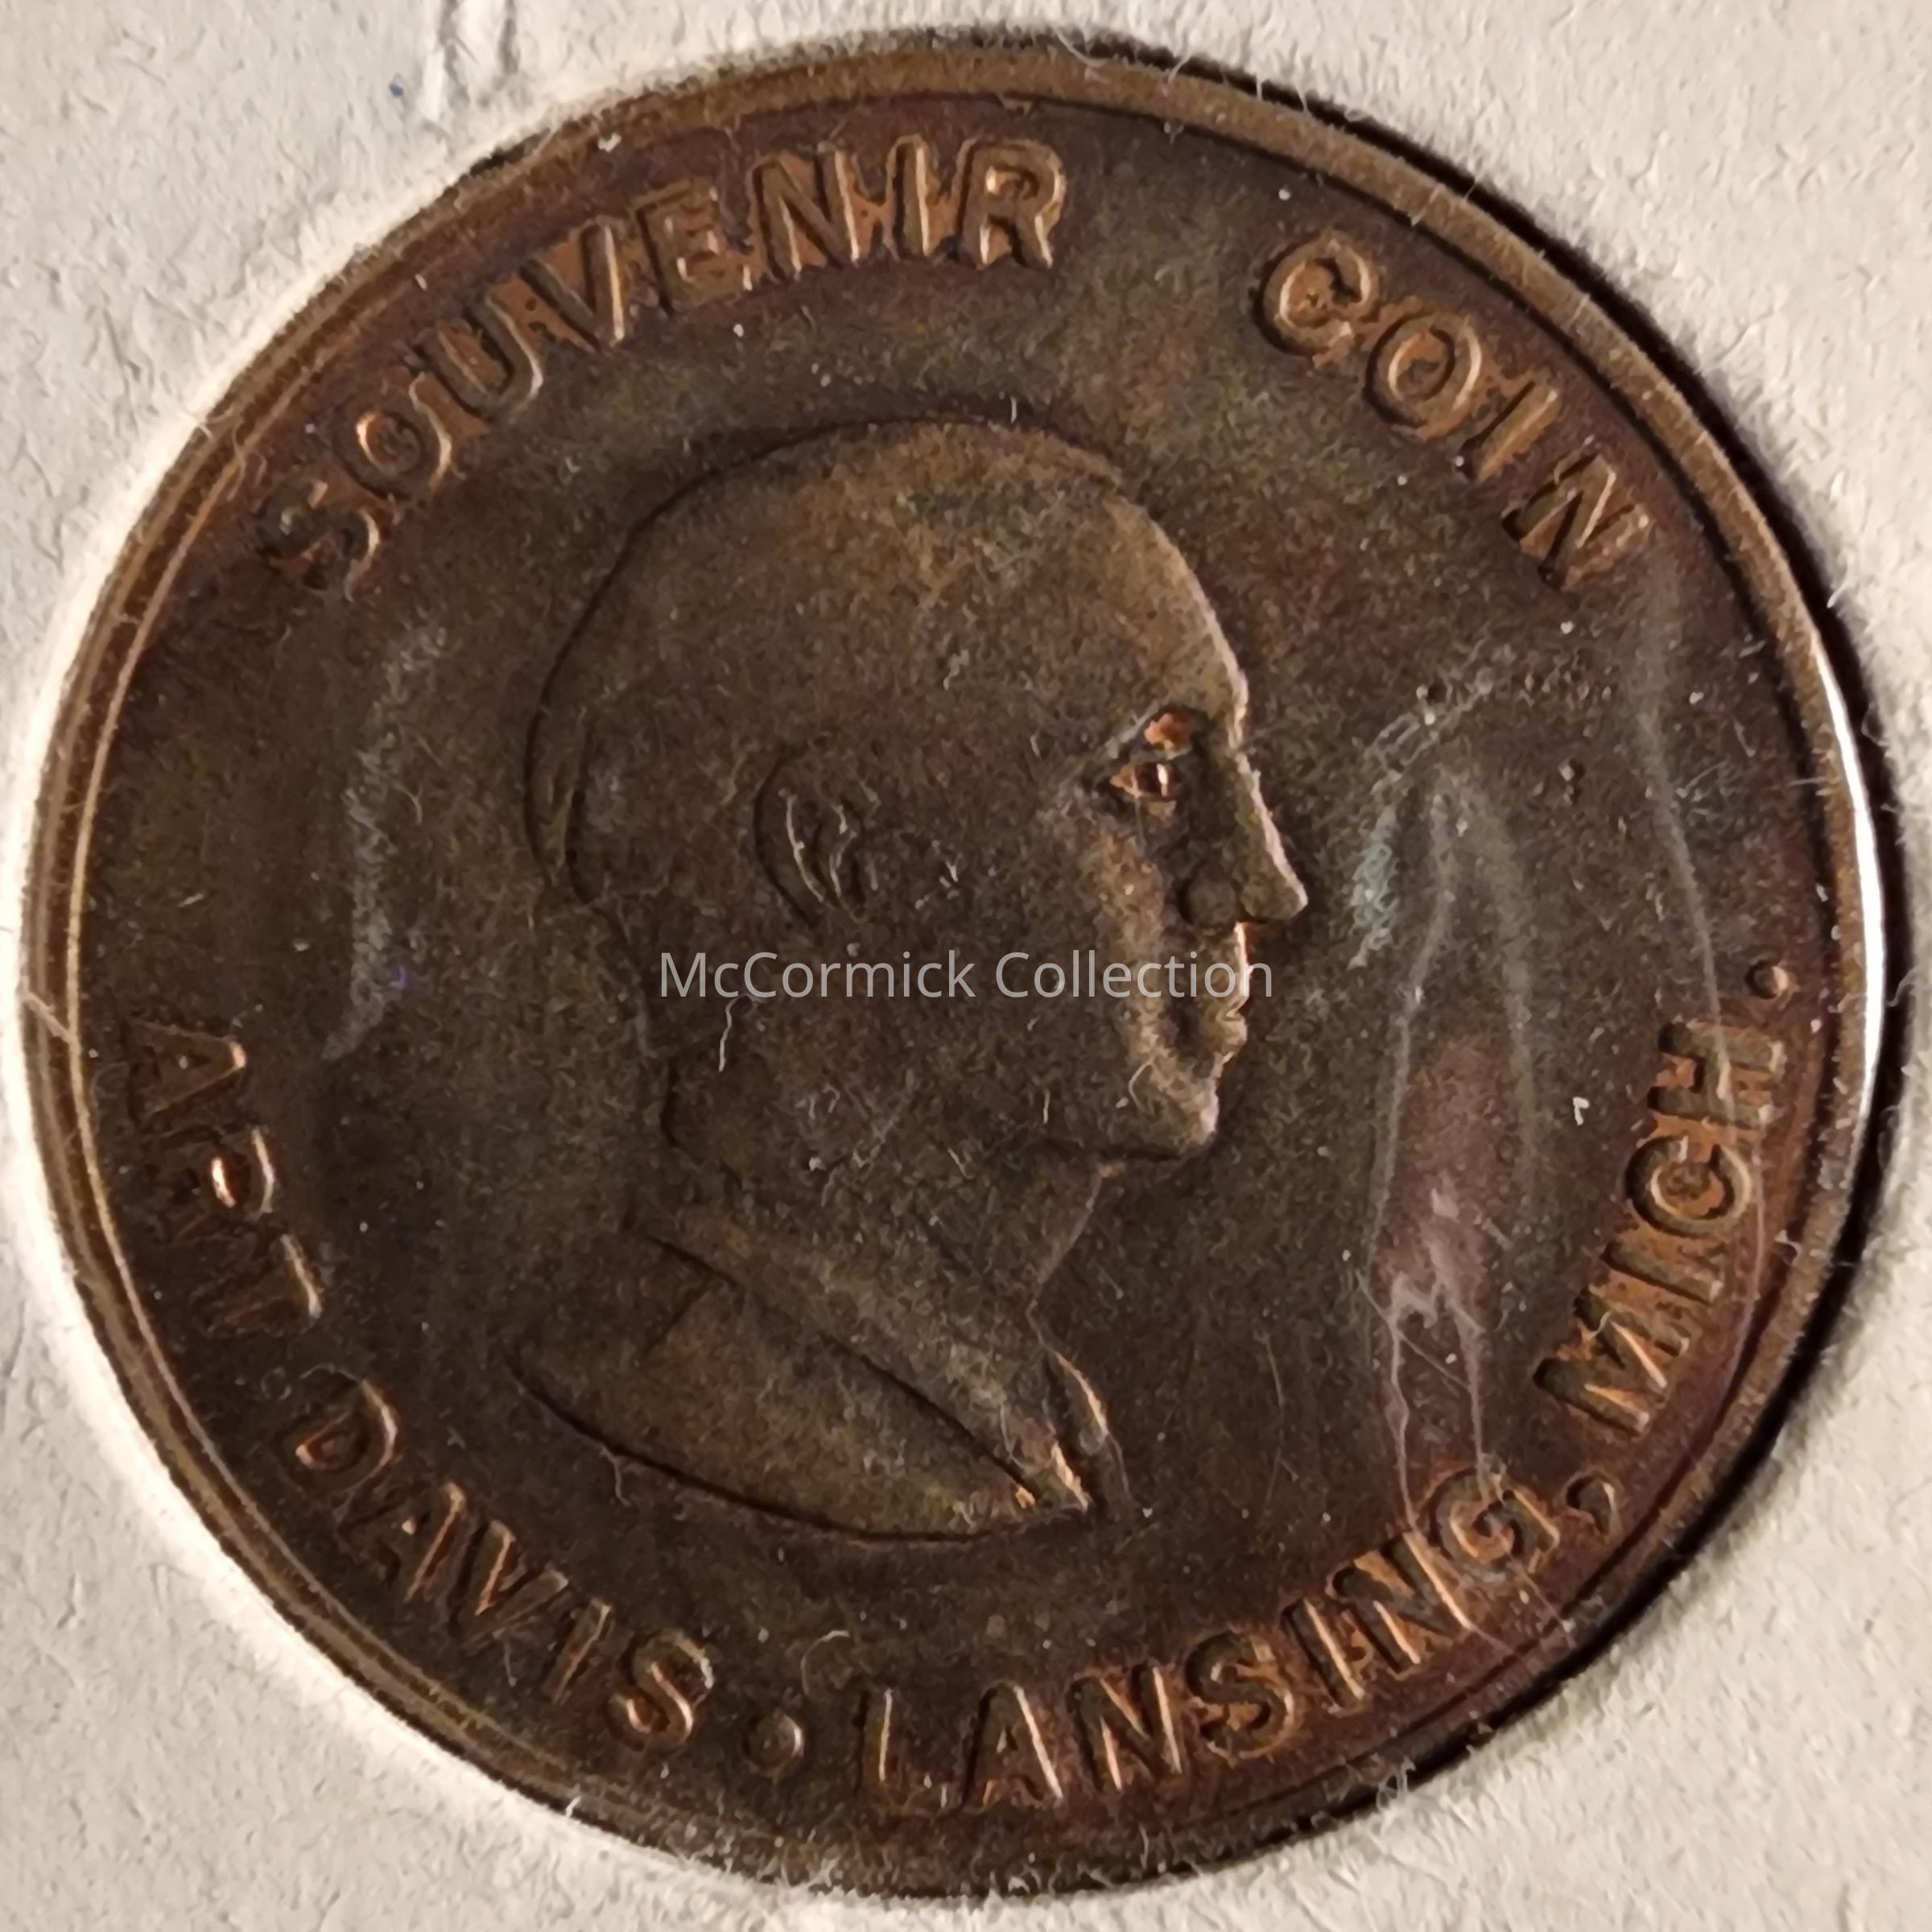 SOUVENIR COIN
ART DAVIS • LANSING, MICH.
McCormick Collection